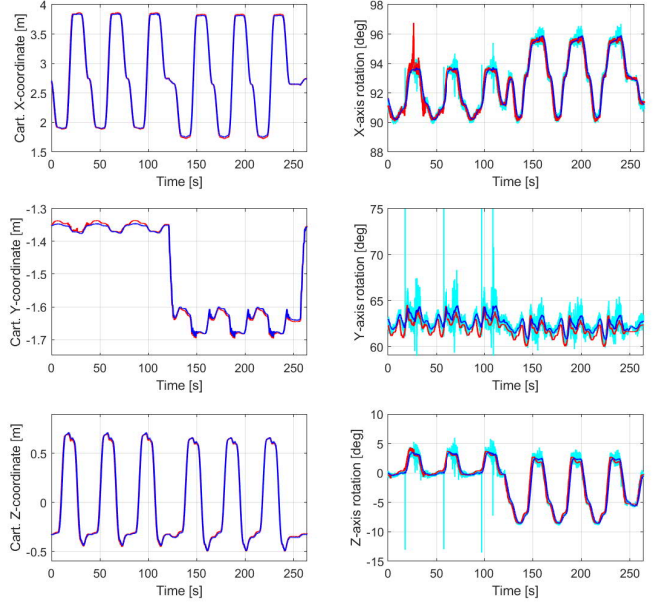 4
3.5
3
2.5
2
1.5
0 50 100 150 200 250
Time [s]
Cart. X-coordinate [m]
98
96
94
92
90
88
0 50 100 150 200 250
Time [s]
X-axis rotation [deg]
-1.3
-1.4
-1.5
-1.6
-1.7
0 50 100 150 200 250
Time [s]
Cart. Y-coordinate [m]
75
70
65
60
0 50 100 150 200 250
Time [s]
Y-axis rotation [deg]
0.5
0
-0.5
0 50 100 150 200 250
Time [s]
Cart. Z-coordinate [m]
10
5
0
-5
-10
-15
0 50 100 150 200 250
Time [s]
Z-axis rotation [deg]